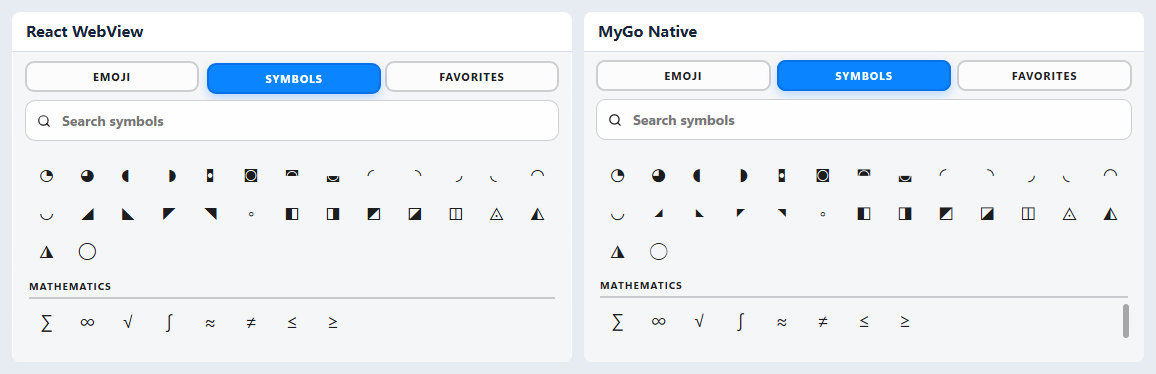 React WebView
EMOJI SYMBOLS FAVORITES
Search symbols
◔ ◕ ◖ ◗ ◘ ◙ ◚ ◛ ◜ ◝ ◞ ◟ ◠
◡ ◢ ◣ ◤ ◥ ◦ ◧ ◨ ◩ ◪ ◫ ◬ ◭
◮ ◯
MATHEMATICS
∑ ∞ √ ∫ ≈ ≠ ≤ ≥
MyGo Native
EMOJI SYMBOLS FAVORITES
Search symbols
◔ ◕ ◖ ◗ ◘ ◙ ◚ ◛ ◜ ◝ ◞ ◟ ◠
◡ ◢ ◣ ◤ ◥ ◦ ◧ ◨ ◩ ◪ ◫ ◬ ◭
◮ ◯
MATHEMATICS
∑ ∞ √ ∫ ≈ ≠ ≤ ≥